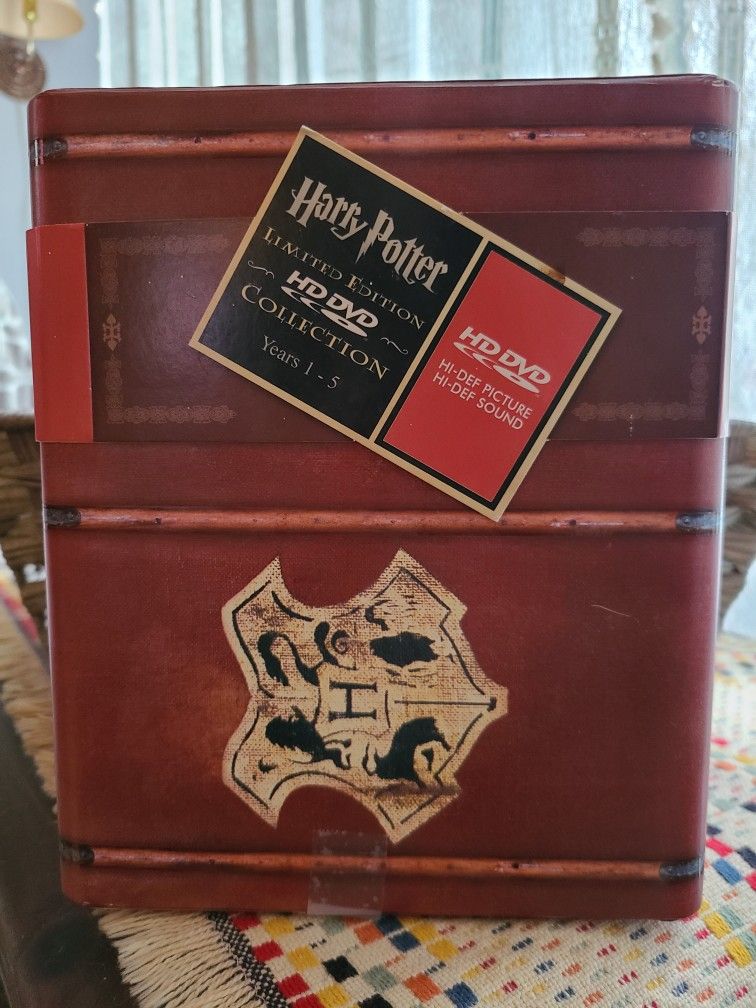 Harry Potter
LIMITED EDITION
HD DVD
COLLECTION
Years 1 - 5
HD DVD
HI-DEF PICTURE
HI-DEF SOUND
H